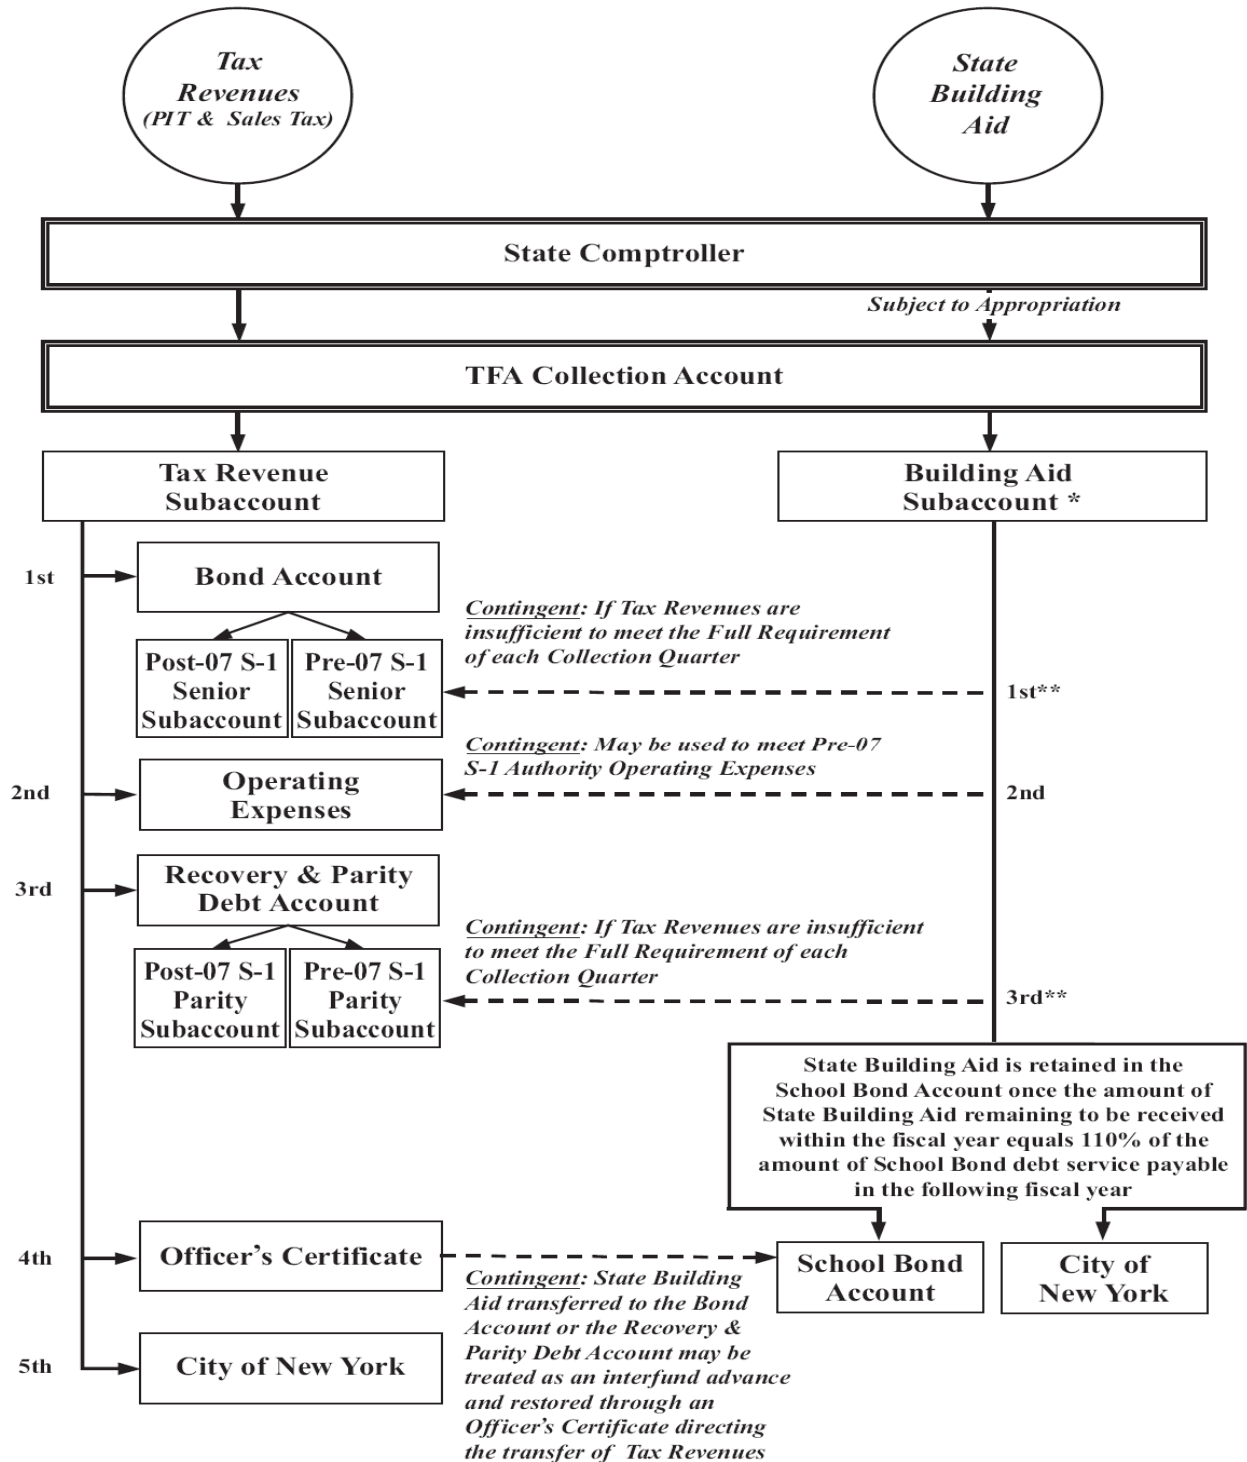 Tax
Revenues
(PIT & Sales Tax)
State
Building
Aid
State Comptroller
Subject to Appropriation
TFA Collection Account
Tax Revenue
Subaccount
Building Aid
Subaccount *
1st
Bond Account
Post-07 S-1
Senior
Subaccount
Pre-07 S-1
Senior
Subaccount
Contingent: If Tax Revenues are
insufficient to meet the Full Requirement
of each Collection Quarter
1st**
2nd
Operating
Expenses
Contingent: May be used to meet Pre-07
S-1 Authority Operating Expenses
2nd
3rd
Recovery & Parity
Debt Account
Post-07 S-1
Parity
Subaccount
Pre-07 S-1
Parity
Subaccount
Contingent: If Tax Revenues are insufficient
to meet the Full Requirement of each
Collection Quarter
3rd**
State Building Aid is retained in the
School Bond Account once the amount of
State Building Aid remaining to be received
within the fiscal year equals 110% of the
amount of School Bond debt service payable
in the following fiscal year
4th
Officer's Certificate
School Bond
Account
City of
New York
Contingent: State Building
Aid transferred to the Bond
Account or the Recovery &
Parity Debt Account may be
treated as an interfund advance
and restored through an
Officer's Certificate directing
the transfer of Tax Revenues
5th
City of New York